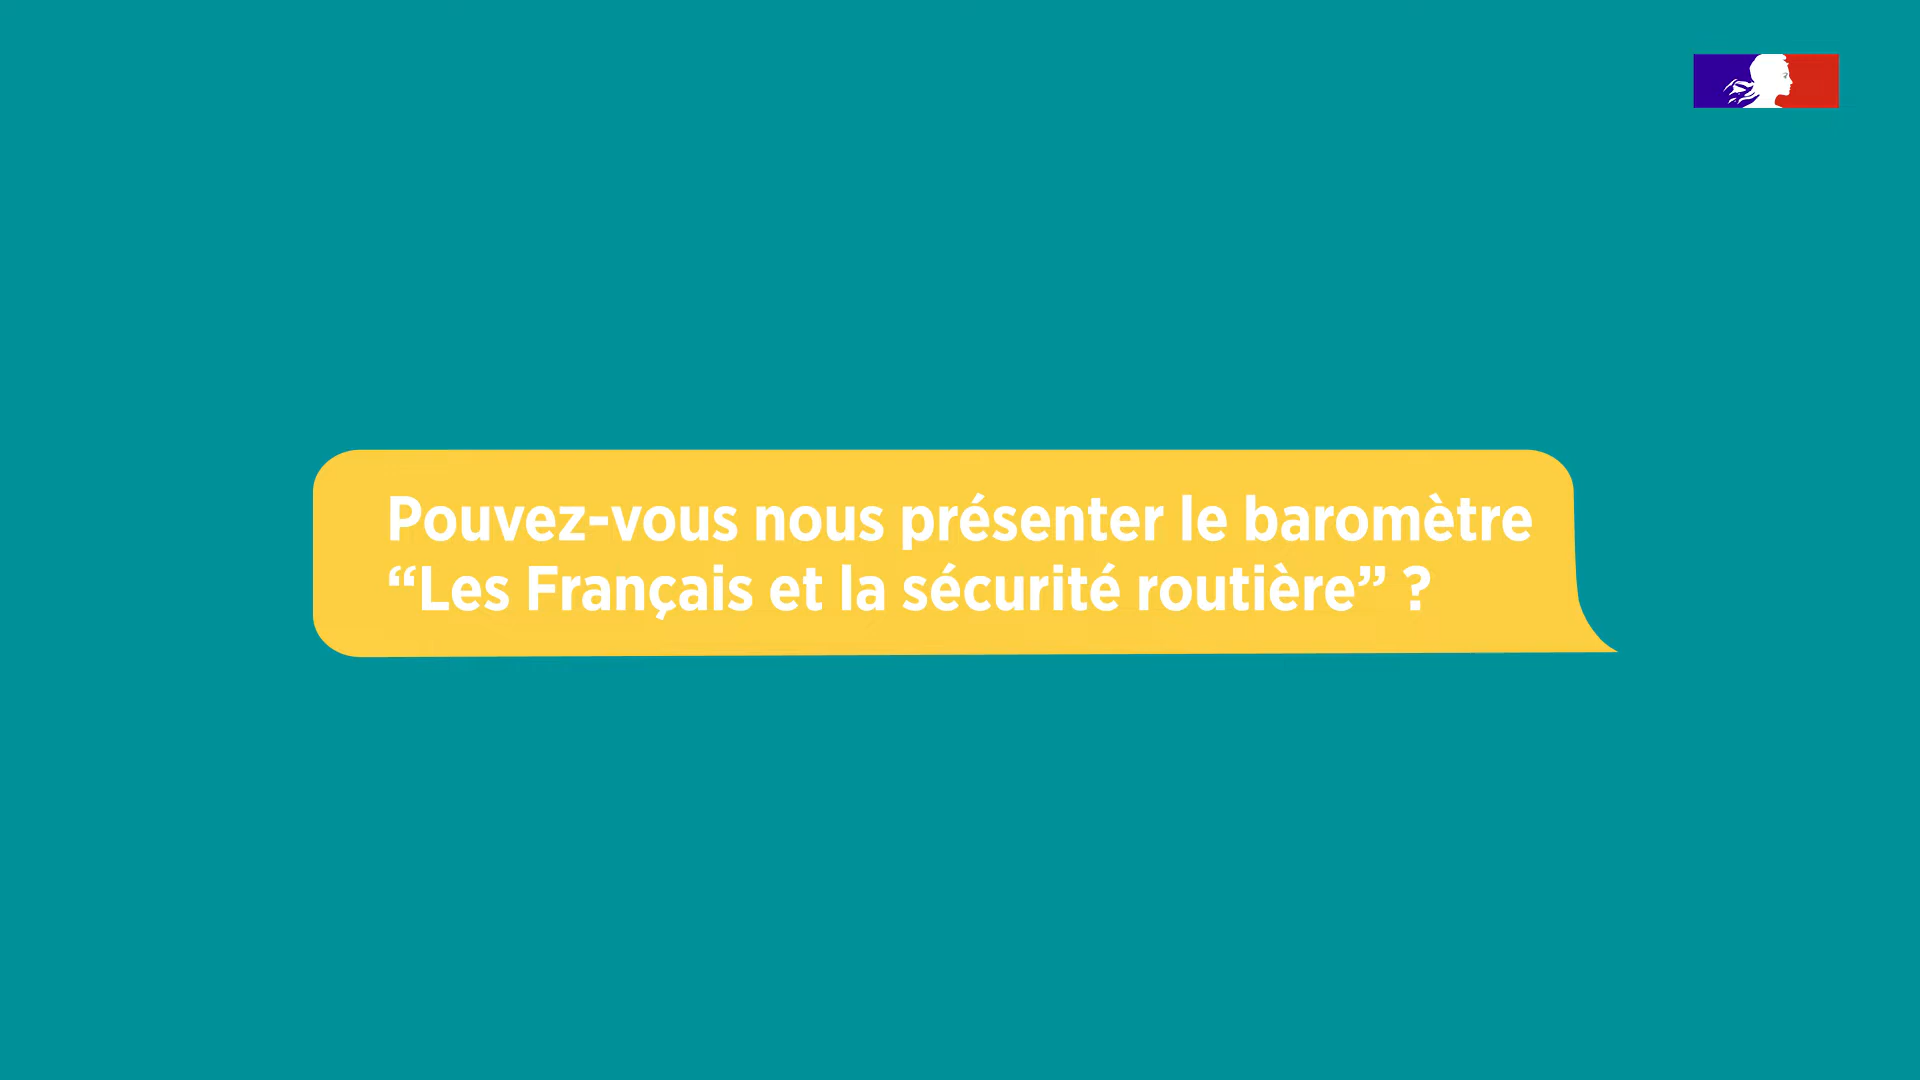 Pouvez-vous nous présenter le baromètre
“Les Français et la sécurité routière” ?